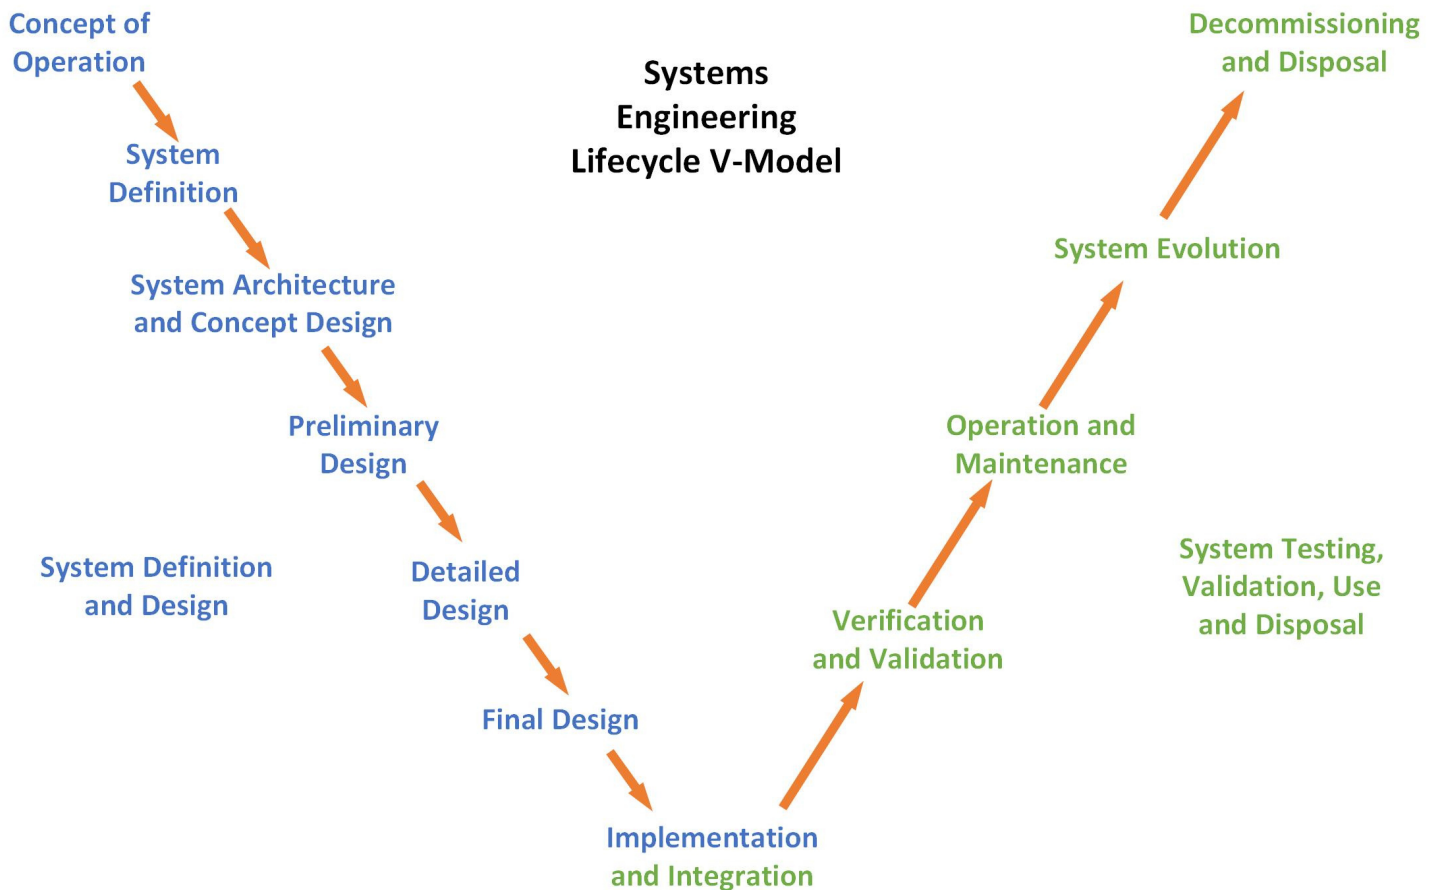 Concept of
Operation
Systems
Engineering
Lifecycle V-Model
Decommissioning
and Disposal
System
Definition
System Evolution
System Architecture
and Concept Design
Preliminary
Design
Operation and
Maintenance
System Definition
and Design
Detailed
Design
System Testing,
Validation, Use
and Disposal
Verification
and Validation
Final Design
Implementation
and Integration